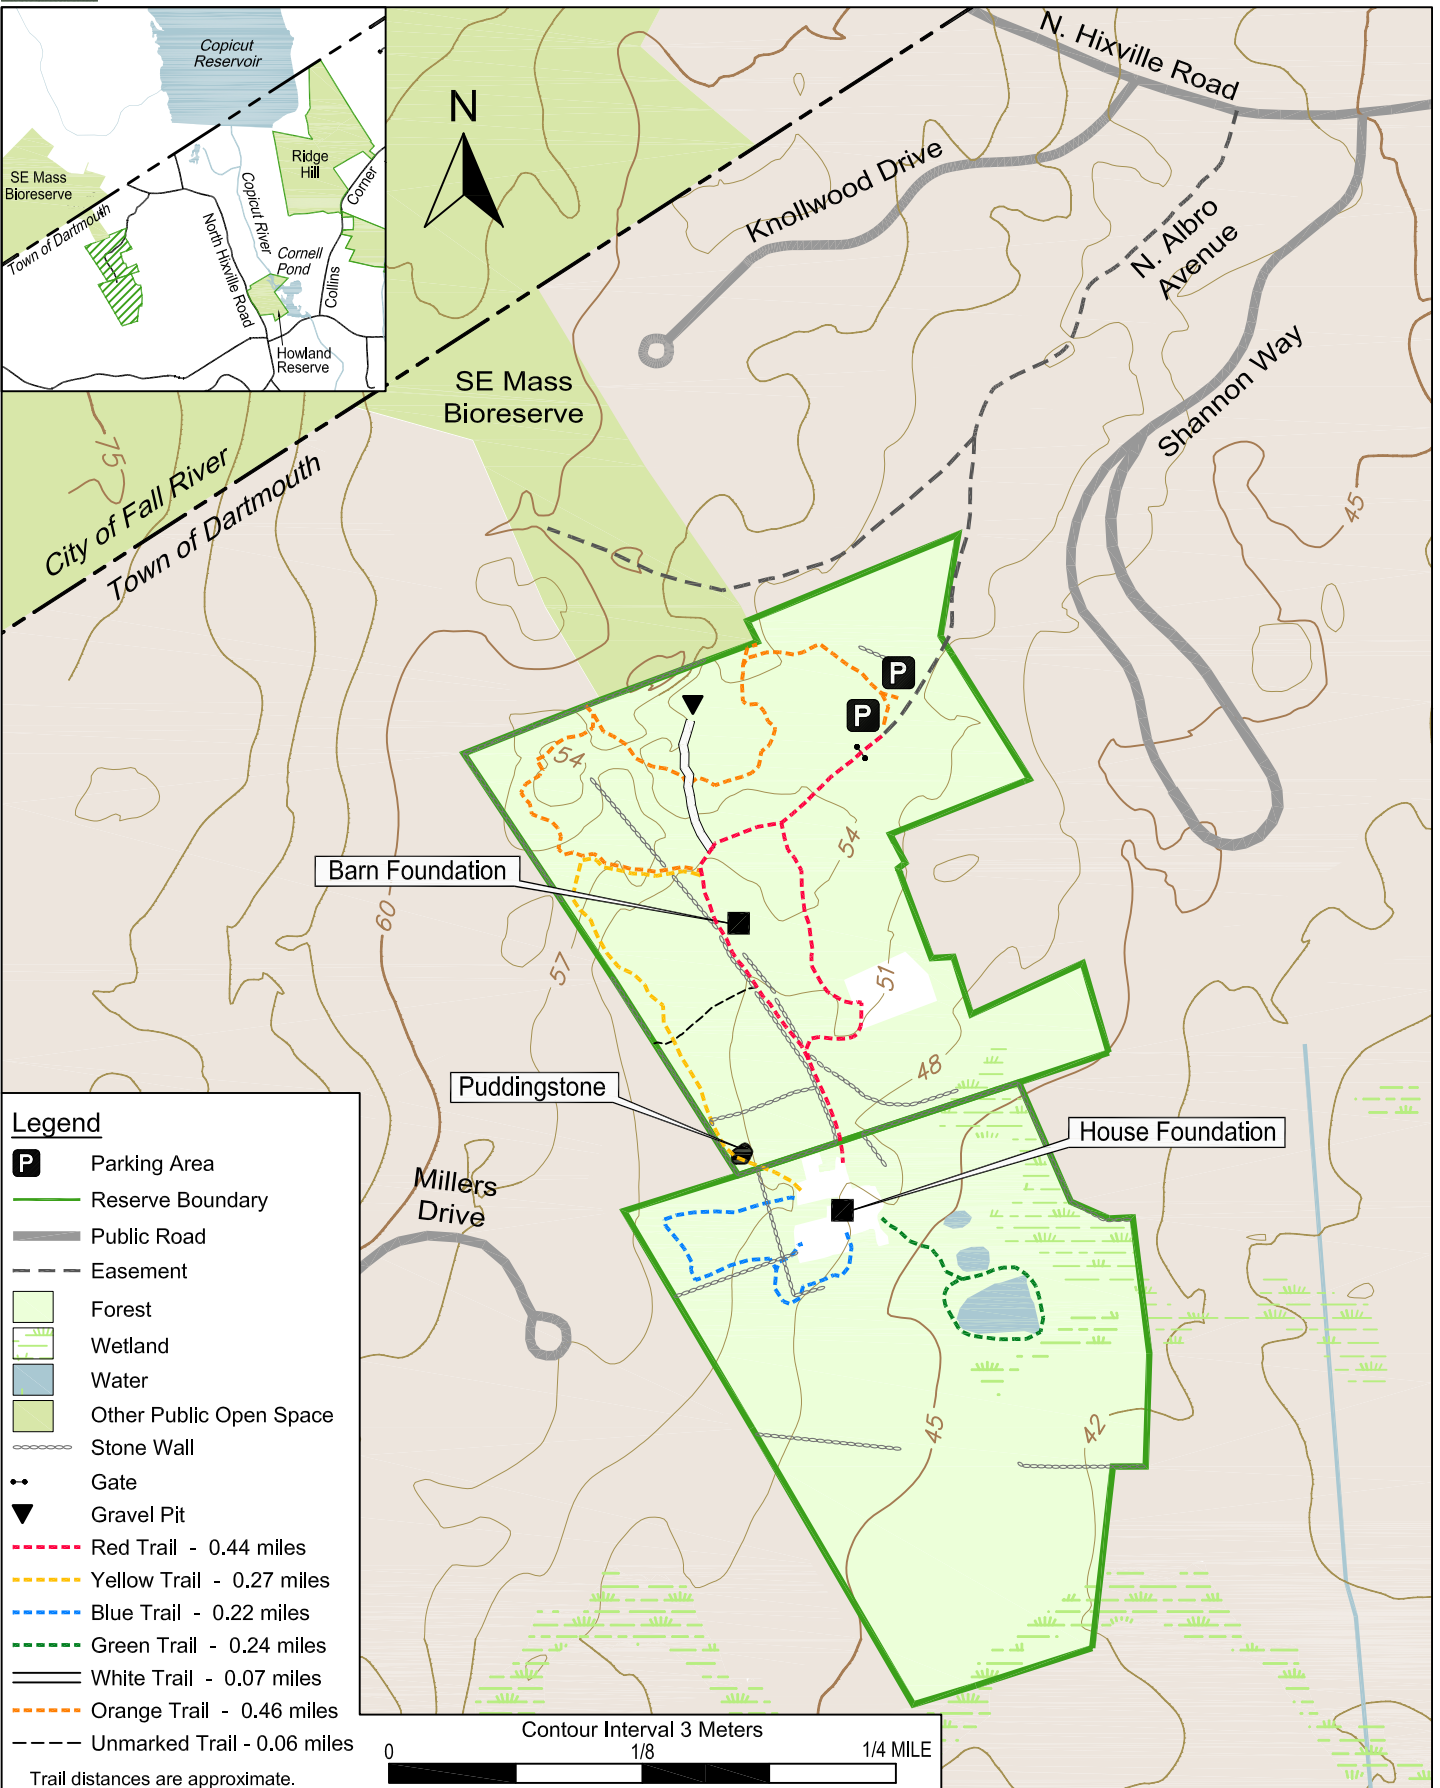 Copicut
Reservoir
Ridge
Hill
SE Mass
Bioreserve
Corner
Copicut River
Town of Dartmouth
North Hixville Road
Cornell
Pond
Collins
Howland
Reserve
N
N. Hixville Road
Knollwood Drive
N. Albro
Avenue
Shannon Way
SE Mass
Bioreserve
75
City of Fall River
Town of Dartmouth
45
P
P
54
54
Barn Foundation
60
57
51
48
Puddingstone
House Foundation
Millers
Drive
45
42
Legend
P Parking Area
Reserve Boundary
Public Road
Easement
Forest
Wetland
Water
Other Public Open Space
Stone Wall
Gate
Gravel Pit
Red Trail - 0.44 miles
Yellow Trail - 0.27 miles
Blue Trail - 0.22 miles
Green Trail - 0.24 miles
White Trail - 0.07 miles
Orange Trail - 0.46 miles
Unmarked Trail - 0.06 miles
Trail distances are approximate.
Contour Interval 3 Meters
0 1/8 1/4 MILE